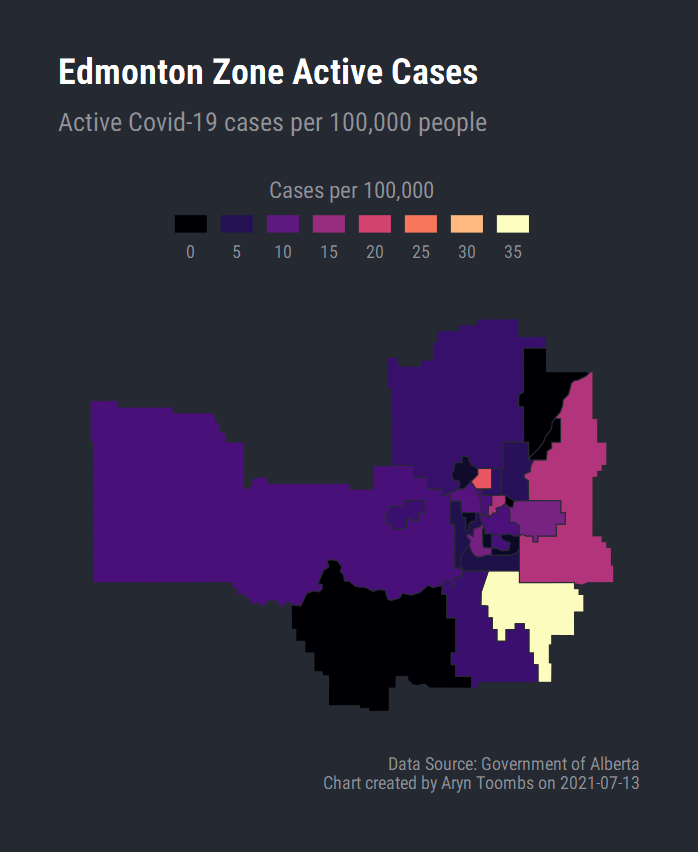 Edmonton Zone Active Cases
Active Covid-19 cases per 100,000 people
Cases per 100,000
0 5 10 15 20 25 30 35
Data Source: Government of Alberta
Chart created by Aryn Toombs on 2021-07-13